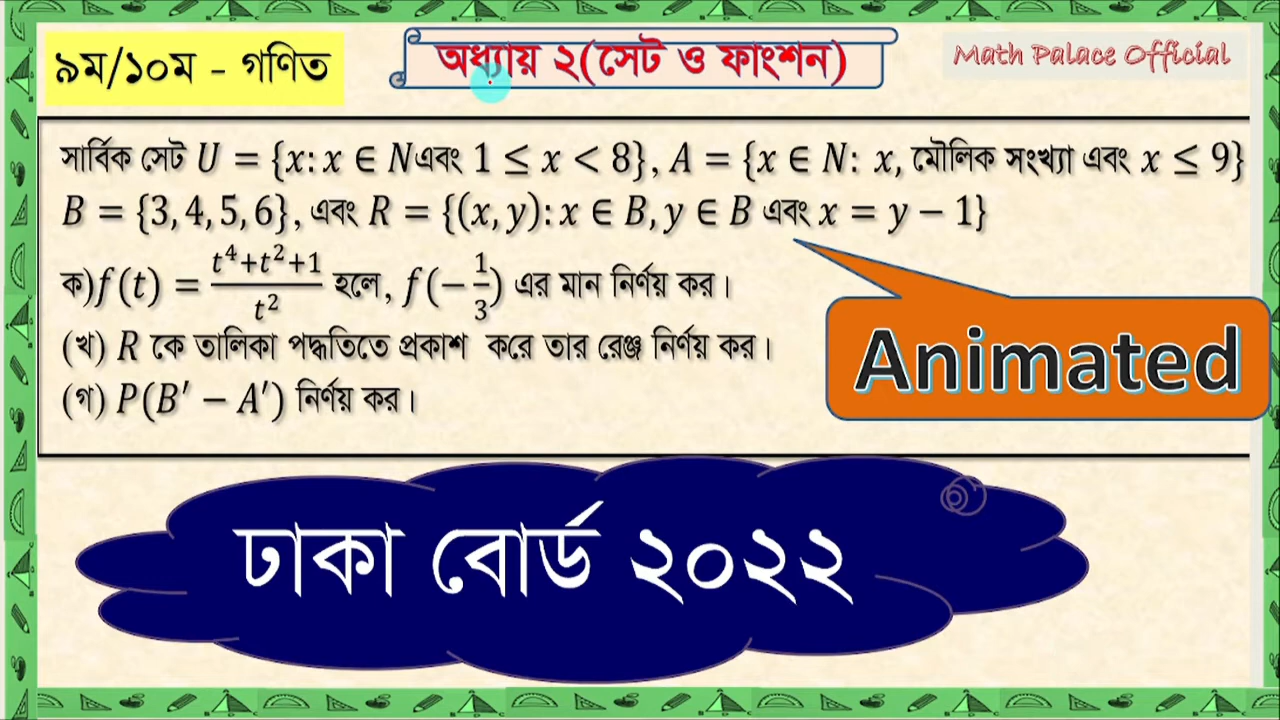 ৯ম/১০ম - গণিত
অধ্যায় ২(সেট ও ফাংশন)
Math Palace Official
সার্বিক সেট U = {x: x ∈ N এবং 1 ≤ x < 8}, A = {x ∈ N: x, মৌলিক সংখ্যা এবং x ≤ 9}
B = {3, 4, 5, 6}, এবং R = {(x, y): x ∈ B, y ∈ B এবং x = y − 1}
ক) f(t) = (t⁴+t²+1)/t² হলে, f(−1/3) এর মান নির্ণয় কর।
(খ) R কে তালিকা পদ্ধতিতে প্রকাশ করে তার রেঞ্জ নির্ণয় কর।
(গ) P(B′ − A′) নির্ণয় কর।
Animated
ঢাকা বোর্ড ২০২২